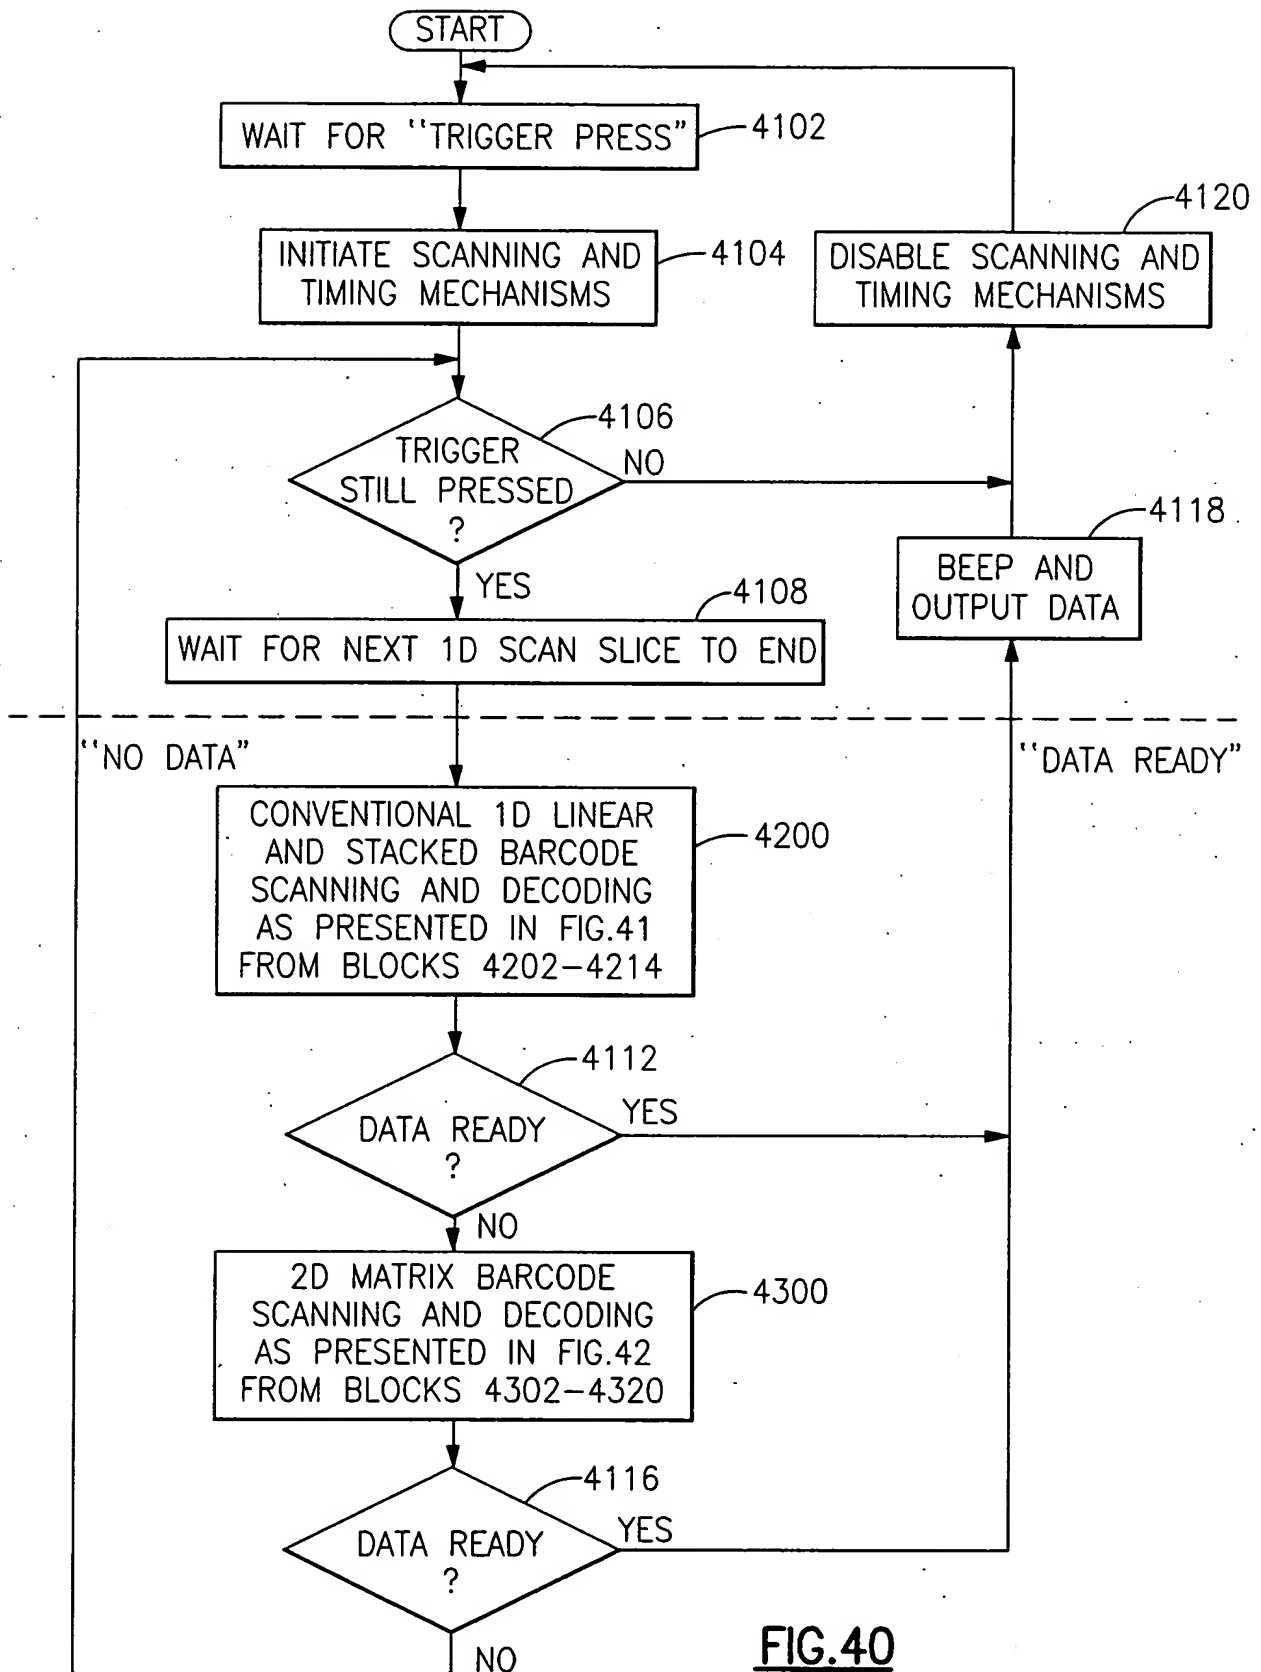 START
WAIT FOR "TRIGGER PRESS"
4102
INITIATE SCANNING AND
TIMING MECHANISMS
4104
DISABLE SCANNING AND
TIMING MECHANISMS
4120
TRIGGER
STILL PRESSED
?
4106
NO
YES
BEEP AND
OUTPUT DATA
4118
WAIT FOR NEXT 1D SCAN SLICE TO END
4108
"NO DATA"
"DATA READY"
CONVENTIONAL 1D LINEAR
AND STACKED BARCODE
SCANNING AND DECODING
AS PRESENTED IN FIG.41
FROM BLOCKS 4202-4214
4200
DATA READY
?
4112
YES
NO
2D MATRIX BARCODE
SCANNING AND DECODING
AS PRESENTED IN FIG.42
FROM BLOCKS 4302-4320
4300
DATA READY
?
4116
YES
NO
FIG.40